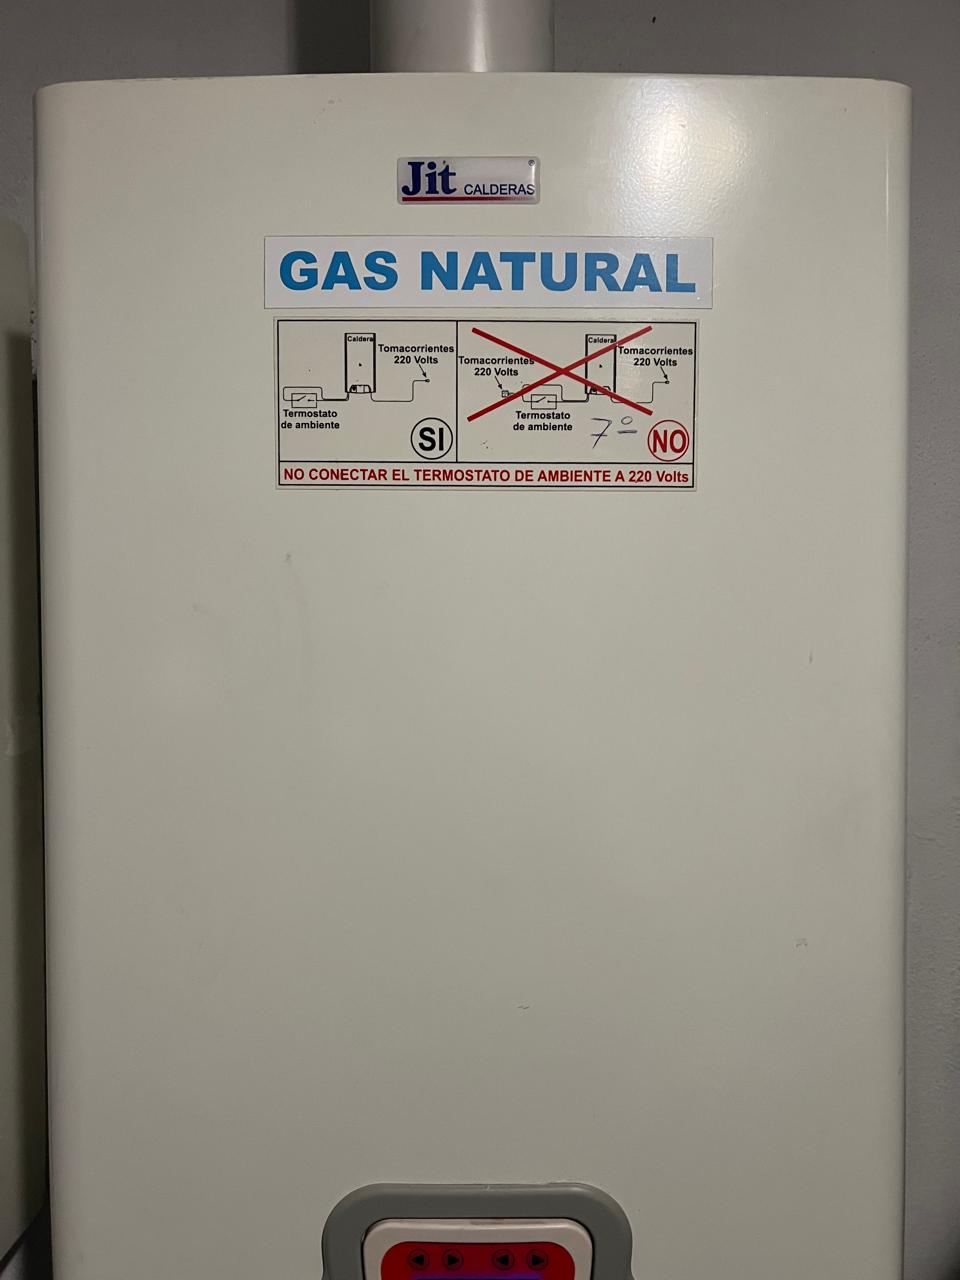 Jit CALDERAS ®
GAS NATURAL
Caldera
Tomacorrientes
220 Volts
Termostato
de ambiente
SI
Caldera
Tomacorrientes
220 Volts
Tomacorrientes
220 Volts
Termostato
de ambiente
7º
NO
NO CONECTAR EL TERMOSTATO DE AMBIENTE A 220 Volts